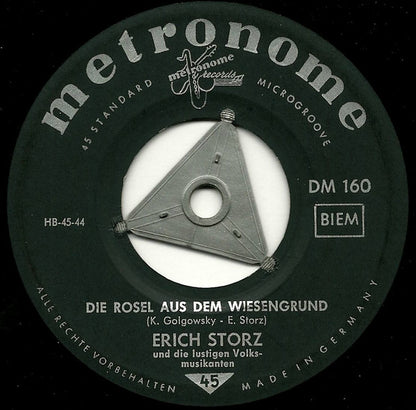 metronome
metronome
records
45 STANDARD
MICROGROOVE
DM 160
HB-45-44
BIEM
DIE ROSEL AUS DEM WIESENGRUND
(K. Golgowsky - E. Storz)
ERICH STORZ
und die lustigen Volks-
musikanten
45
ALLE RECHTE VORBEHALTEN
MADE IN GERMANY